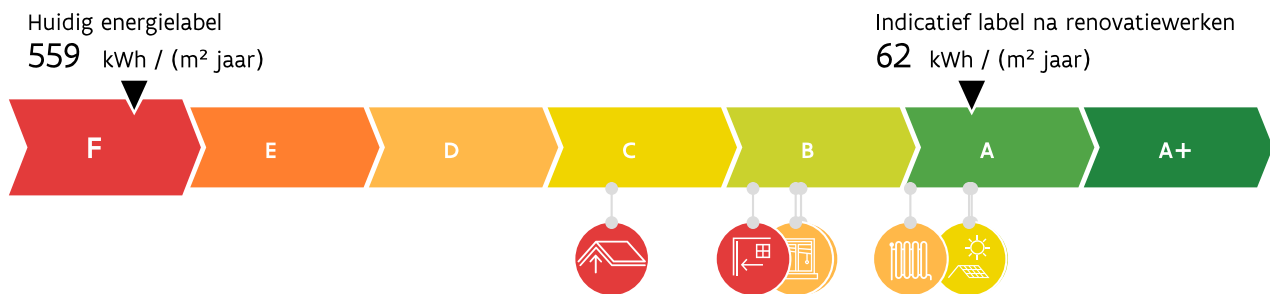 Huidig energielabel
559 kWh / (m² jaar)
Indicatief label na renovatiewerken
62 kWh / (m² jaar)
F E D C B A A+